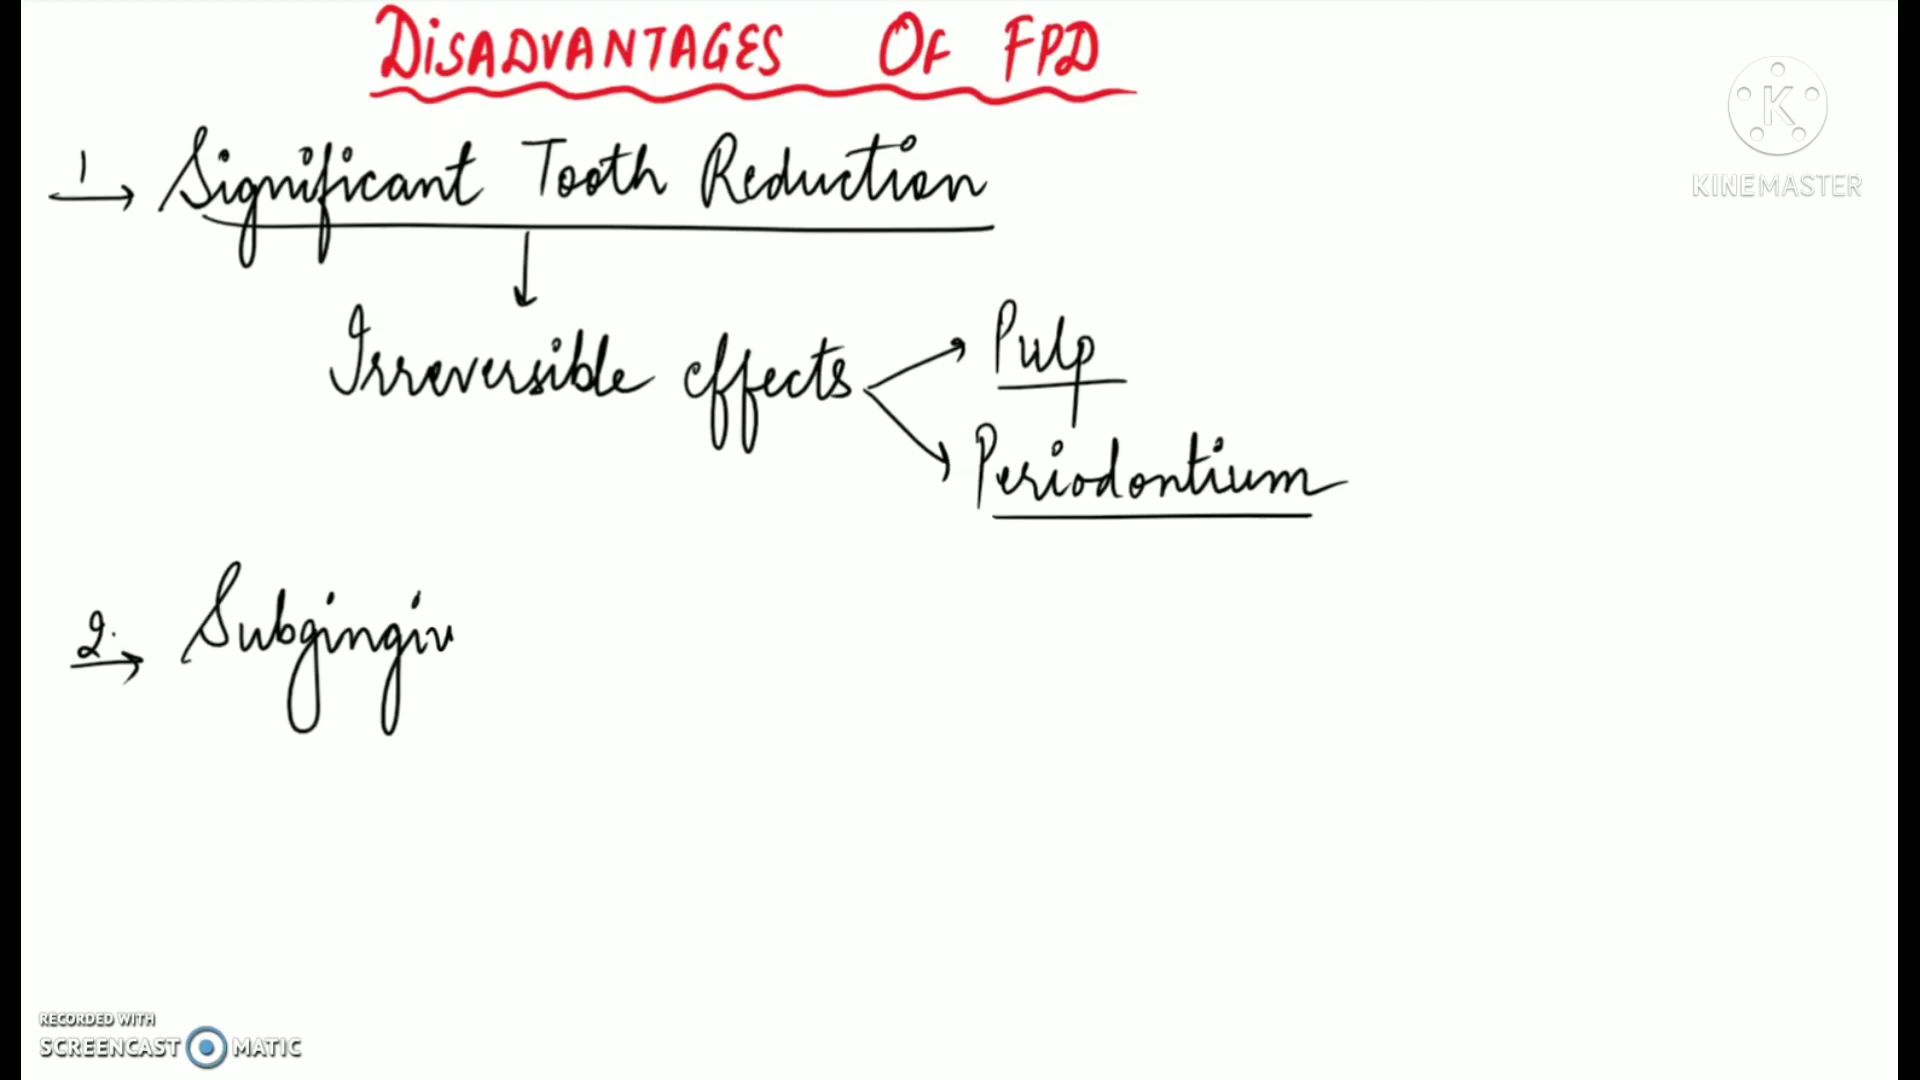 DISADVANTAGES OF FPD
1 → Significant Tooth Reduction
↓
Irreversible effects → Pulp
→ Periodontium
2. → Subgingiv
K
KINEMASTER
RECORDED WITH
SCREENCAST MATIC